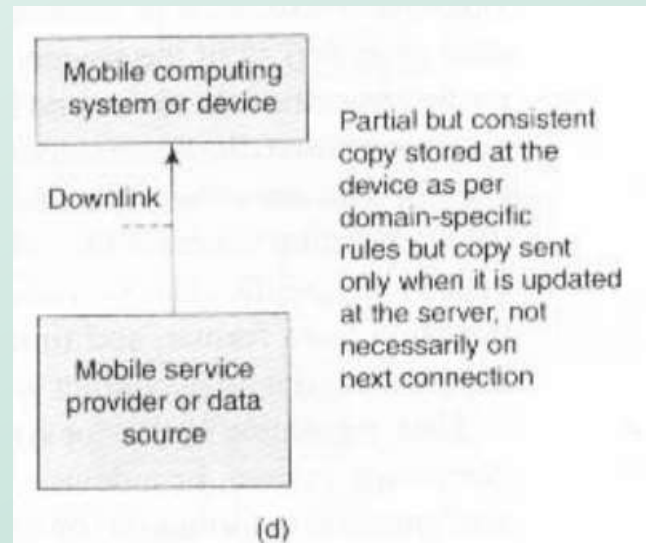 Mobile computing
system or device
Downlink
Partial but consistent
copy stored at the
device as per
domain-specific
rules but copy sent
only when it is updated
at the server, not
necessarily on
next connection
Mobile service
provider or data
source
(d)